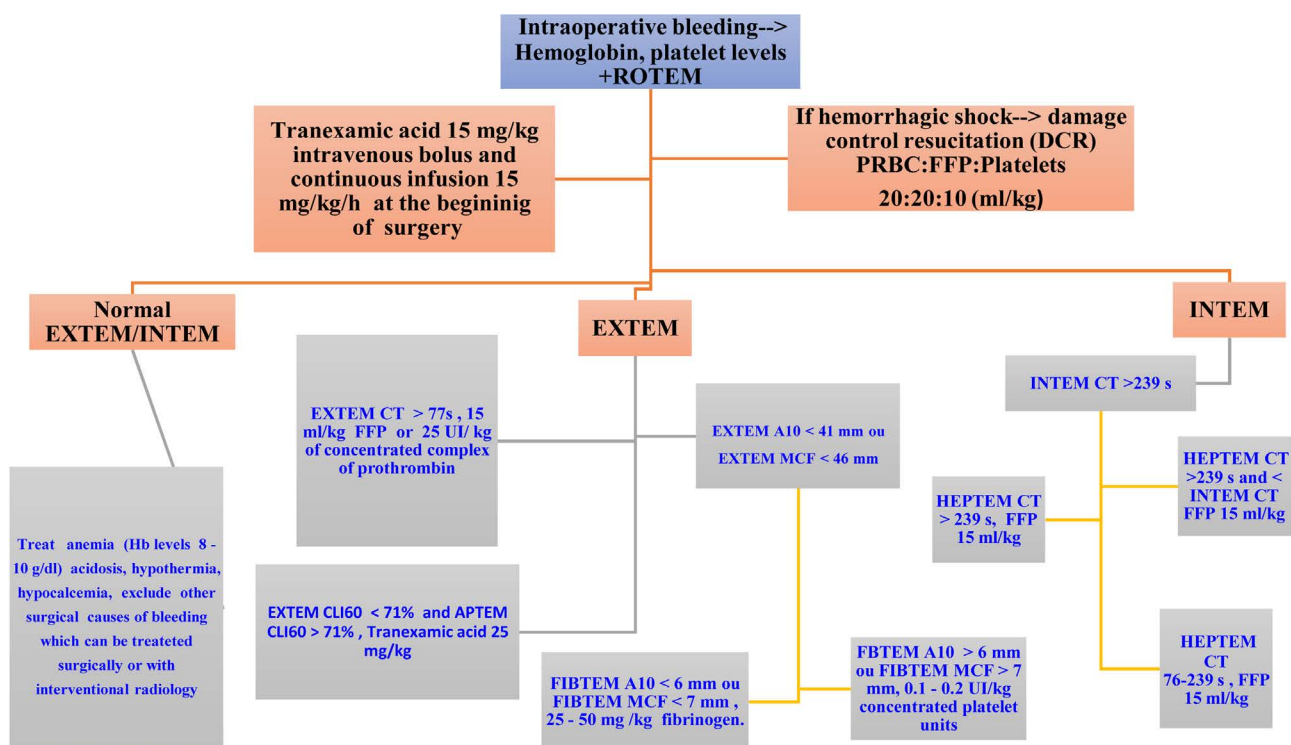 Intraoperative bleeding-->
Hemoglobin, platelet levels
+ROTEM
Tranexamic acid 15 mg/kg
intravenous bolus and
continuous infusion 15
mg/kg/h at the begininig
of surgery
If hemorrhagic shock--> damage
control resucitation (DCR)
PRBC:FFP:Platelets
20:20:10 (ml/kg)
Normal
EXTEM/INTEM
EXTEM
INTEM
Treat anemia (Hb levels 8 -
10 g/dl) acidosis, hypothermia,
hypocalcemia, exclude other
surgical causes of bleeding
which can be treateted
surgically or with
interventional radiology
EXTEM CT > 77s , 15
ml/kg FFP or 25 UI/ kg
of concentrated complex
of prothrombin
EXTEM CLI60 < 71% and APTEM
CLI60 > 71% , Tranexamic acid 25
mg/kg
EXTEM A10 < 41 mm ou
EXTEM MCF < 46 mm
FIBTEM A10 < 6 mm ou
FIBTEM MCF < 7 mm ,
25 - 50 mg /kg fibrinogen.
FBTEM A10 > 6 mm
ou FIBTEM MCF > 7
mm, 0.1 - 0.2 UI/kg
concentrated platelet
units
INTEM CT >239 s
HEPTEM CT
> 239 s, FFP
15 ml/kg
HEPTEM CT
>239 s and <
INTEM CT
FFP 15 ml/kg
HEPTEM
CT
76-239 s , FFP
15 ml/kg